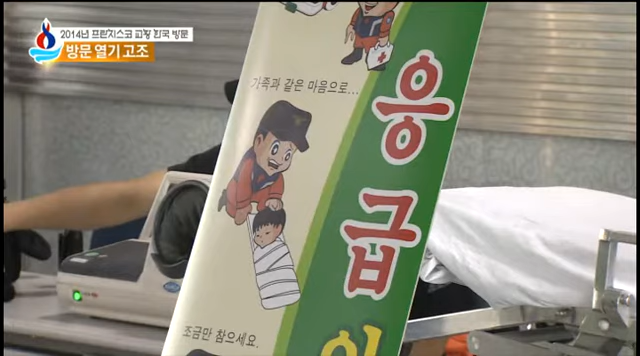 2014년 프란치스코 교황 한국 방문
방문 열기 고조
가족과 같은 마음으로...
응급
조금만 참으세요.